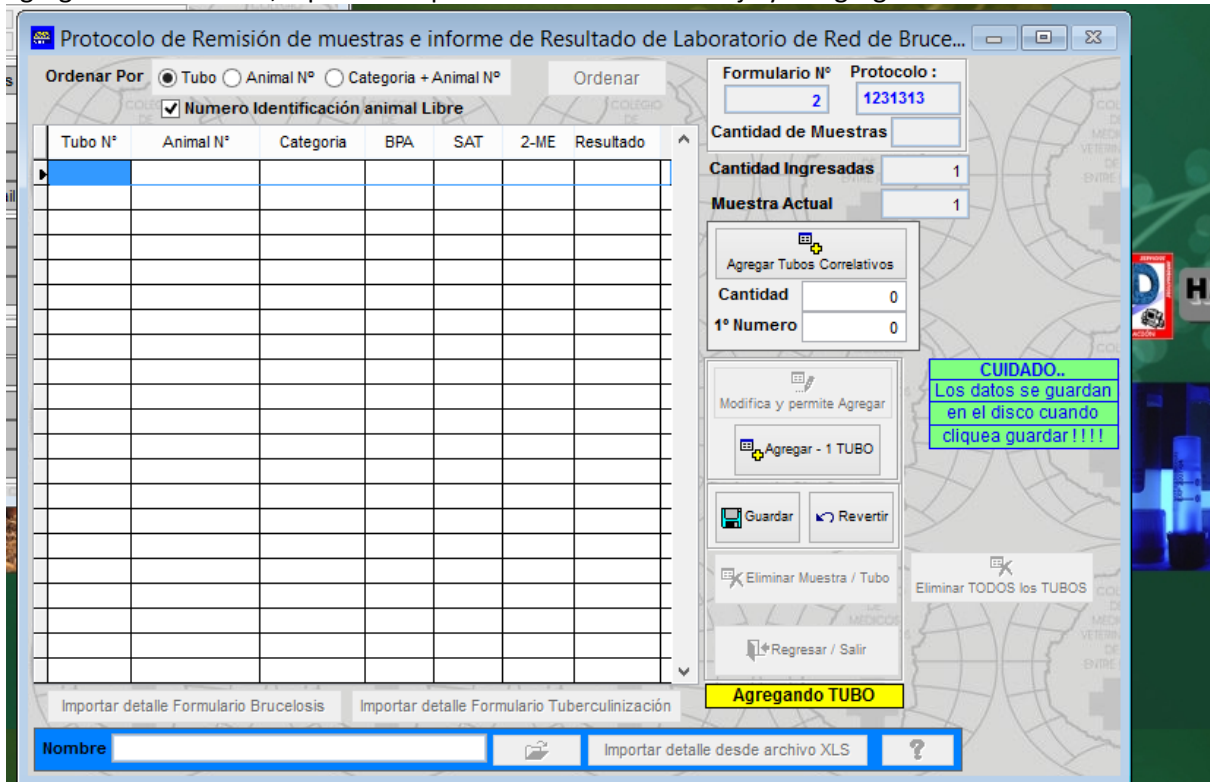 Protocolo de Remisión de muestras e informe de Resultado de Laboratorio de Red de Bruce...
Ordenar Por Tubo Animal Nº Categoria + Animal Nº Ordenar
Numero Identificación animal Libre
Formulario Nº Protocolo :
2 1231313
Cantidad de Muestras
Tubo N° Animal N° Categoria BPA SAT 2-ME Resultado
Cantidad Ingresadas 1
Muestra Actual 1
Agregar Tubos Correlativos
Cantidad 0
1º Numero 0
Modifica y permite Agregar
Agregar - 1 TUBO
CUIDADO..
Los datos se guardan
en el disco cuando
cliquea guardar ! ! ! !
Guardar Revertir
Eliminar Muestra / Tubo
Eliminar TODOS los TUBOS
Regresar / Salir
Agregando TUBO
Importar detalle Formulario Brucelosis Importar detalle Formulario Tuberculinización
Nombre Importar detalle desde archivo XLS ?